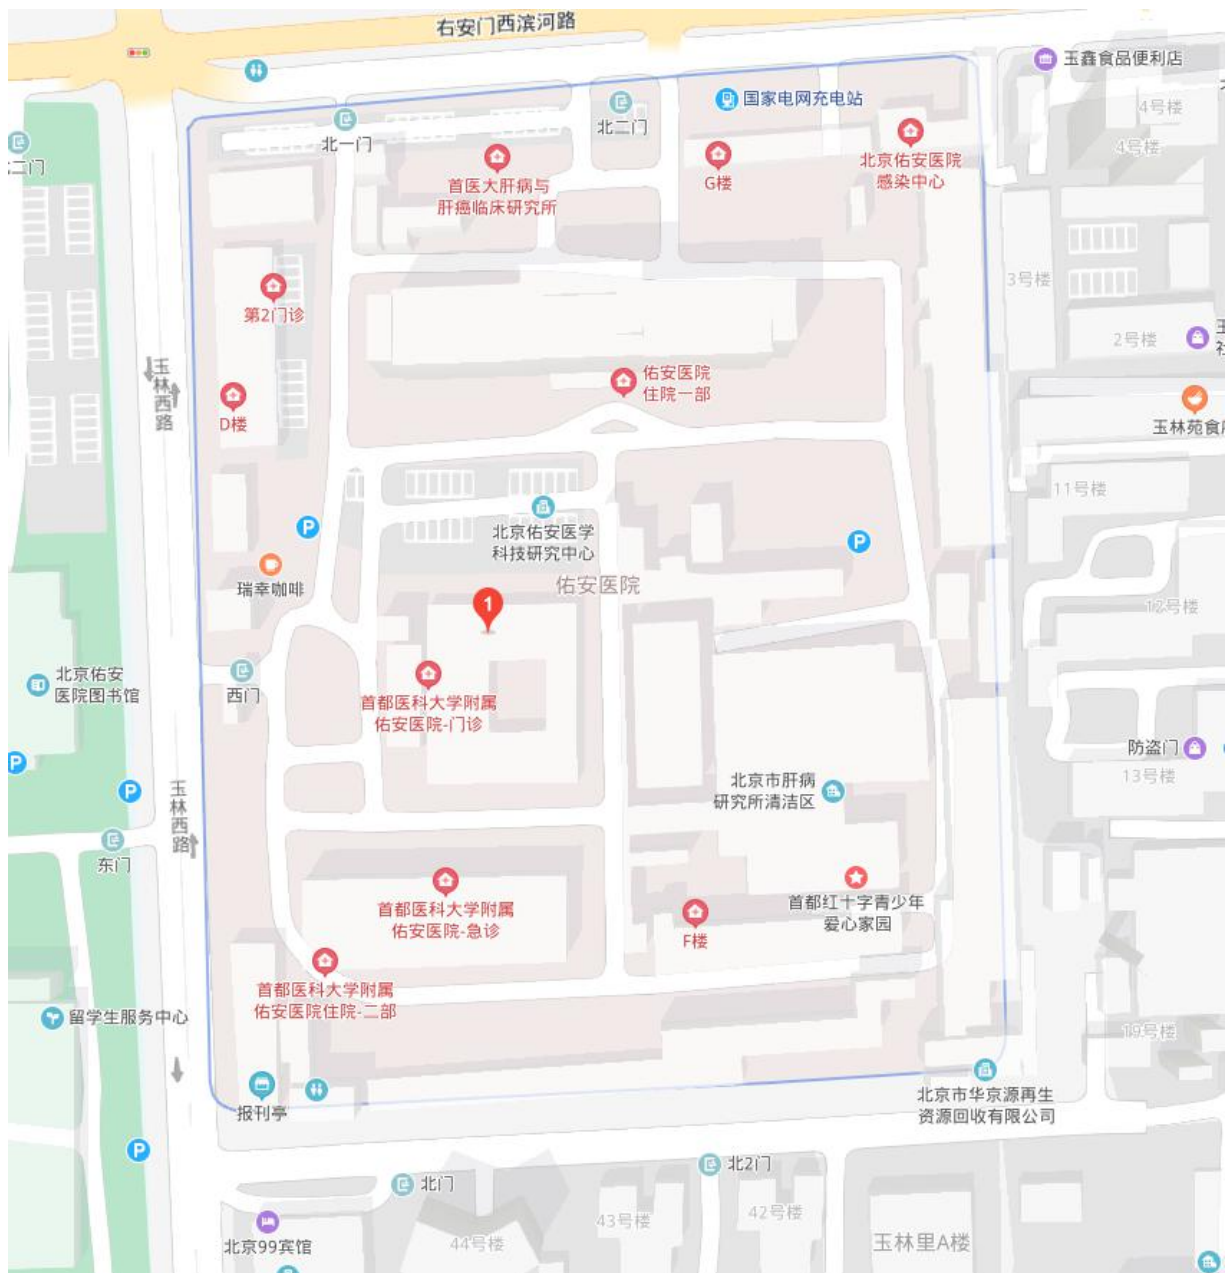 右安门西滨河路
玉鑫食品便利店
4号楼
4号楼
北一门
北二门
国家电网充电站
二门
首医大肝病与
肝癌临床研究所
G楼
北京佑安医院
感染中心
3号楼
第2门诊
2号楼
玉林西路
佑安医院
住院一部
D楼
玉林苑食
11号楼
北京佑安医学
科技研究中心
P
P
瑞幸咖啡
佑安医院
1
12号楼
北京佑安
医院图书馆
西门
首都医科大学附属
佑安医院-门诊
防盗门
13号楼
P
P
北京市肝病
研究所清洁区
玉林西路
东门
首都医科大学附属
佑安医院-急诊
F楼
首都红十字青少年
爱心家园
首都医科大学附属
佑安医院住院-二部
留学生服务中心
19号楼
报刊亭
北京市华京源再生
资源回收有限公司
P
北门
北2门
43号楼
42号楼
44号楼
北京99宾馆
玉林里A楼